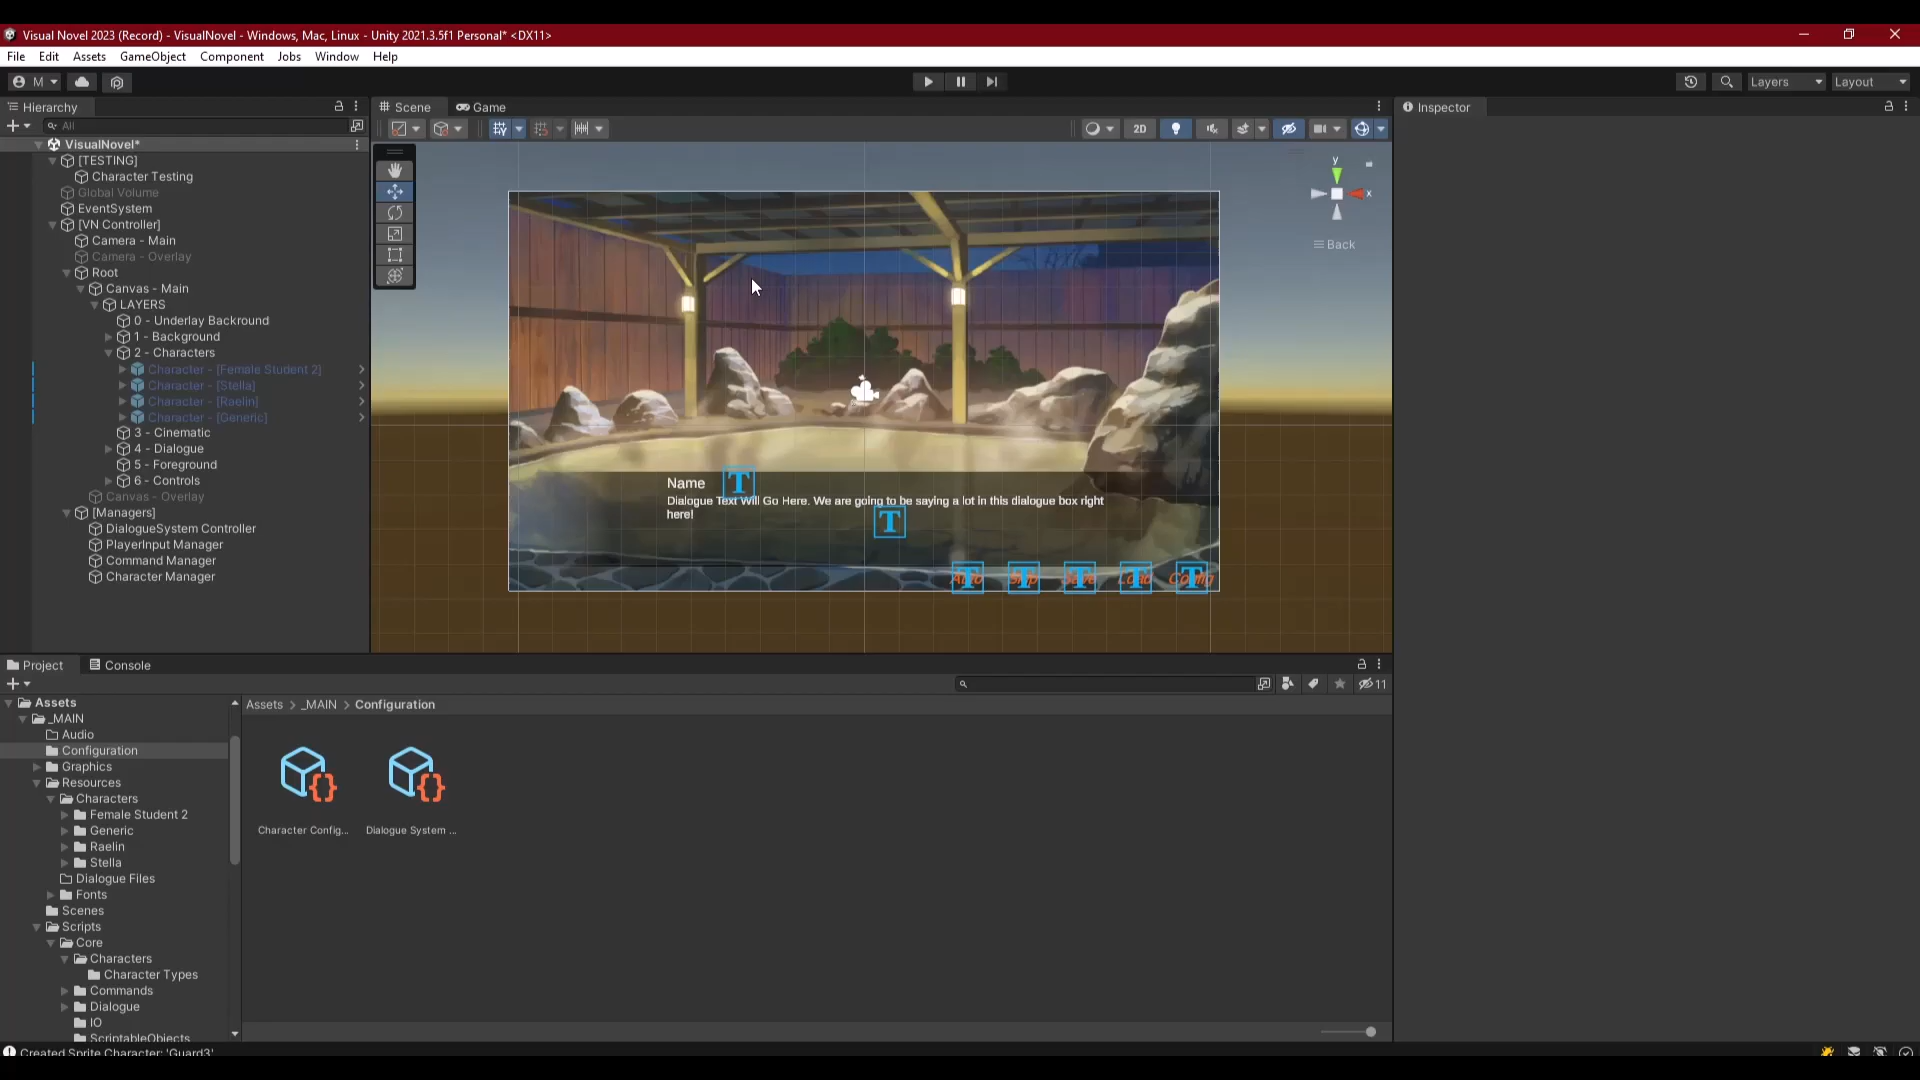 Visual Novel 2023 (Record) - VisualNovel - Windows, Mac, Linux - Unity 2021.3.5f1 Personal* <DX11>
File Edit Assets GameObject Component Jobs Window Help
M Layers Layout
Hierarchy
All
VisualNovel*
[TESTING]
Character Testing
Global Volume
EventSystem
[VN Controller]
Camera - Main
Camera - Overlay
Root
Canvas - Main
LAYERS
0 - Underlay Backround
1 - Background
2 - Characters
Character - [Female Student 2]
Character - [Stella]
Character - [Raelin]
Character - [Generic]
3 - Cinematic
4 - Dialogue
5 - Foreground
6 - Controls
Canvas - Overlay
[Managers]
DialogueSystem Controller
PlayerInput Manager
Command Manager
Character Manager
Scene Game
2D
y
x
Back
Name
Dialogue Text Will Go Here. We are going to be saying a lot in this dialogue box right
here!
Auto Skip Save Load Config
Inspector
Project Console
11
Assets
_MAIN
Audio
Configuration
Graphics
Resources
Characters
Female Student 2
Generic
Raelin
Stella
Dialogue Files
Fonts
Scenes
Scripts
Core
Characters
Character Types
Commands
Dialogue
IO
ScriptableObjects
Assets > _MAIN > Configuration
Character Config...
Dialogue System ...
Created Sprite Character: 'Guard3'